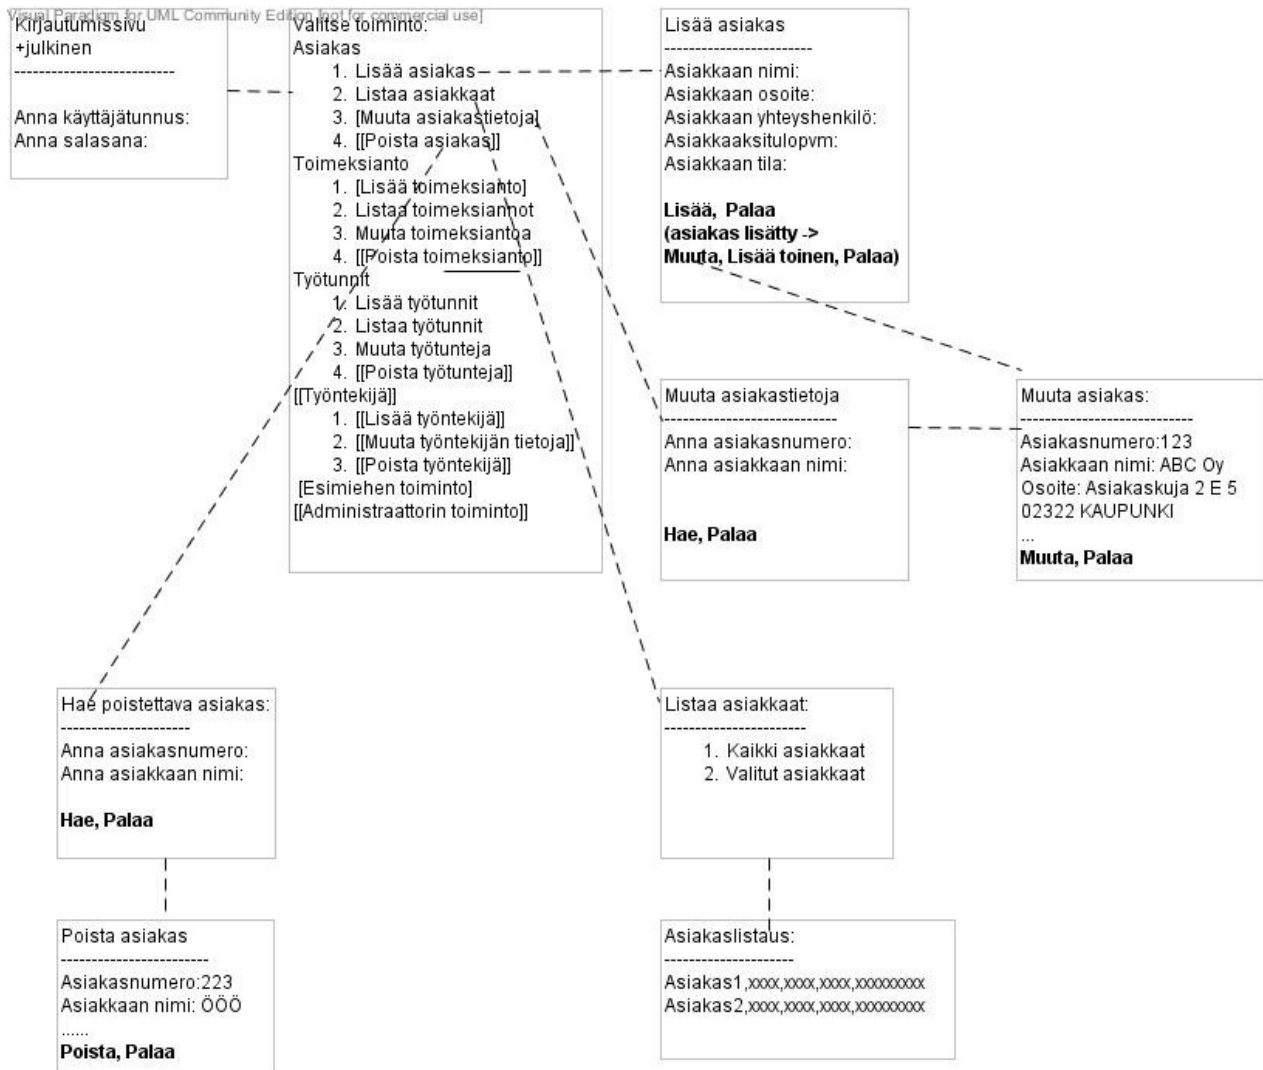 Visual Paradigm for UML Community Edition [not for commercial use]
Kirjautumissivu
+julkinen
--------------------------
Anna käyttäjätunnus:
Anna salasana:
Valitse toiminto:
Asiakas
1. Lisää asiakas
2. Listaa asiakkaat
3. [Muuta asiakastietoja]
4. [[Poista asiakas]]
Toimeksianto
1. [Lisää toimeksianto]
2. Listaa toimeksiannot
3. Muuta toimeksiantoa
4. [[Poista toimeksianto]]
Työtunnit
1. Lisää työtunnit
2. Listaa työtunnit
3. Muuta työtunteja
4. [[Poista työtunteja]]
[[Työntekijä]]
1. [[Lisää työntekijä]]
2. [[Muuta työntekijän tietoja]]
3. [[Poista työntekijä]]
[Esimiehen toiminto]
[[Administraattorin toiminto]]
Lisää asiakas
------------------------
Asiakkaan nimi:
Asiakkaan osoite:
Asiakkaan yhteyshenkilö:
Asiakkaaksitulopvm:
Asiakkaan tila:
Lisää, Palaa
(asiakas lisätty ->
Muuta, Lisää toinen, Palaa)
Muuta asiakastietoja
----------------------------
Anna asiakasnumero:
Anna asiakkaan nimi:
Hae, Palaa
Muuta asiakas:
----------------------------
Asiakasnumero:123
Asiakkaan nimi: ABC Oy
Osoite: Asiakaskuja 2 E 5
02322 KAUPUNKI
...
Muuta, Palaa
Hae poistettava asiakas:
---------------------
Anna asiakasnumero:
Anna asiakkaan nimi:
Hae, Palaa
Listaa asiakkaat:
-----------------------
1. Kaikki asiakkaat
2. Valitut asiakkaat
Poista asiakas
------------------------
Asiakasnumero:223
Asiakkaan nimi: ÖÖÖ
......
Poista, Palaa
Asiakaslistaus:
---------------------
Asiakas1,xxxx,xxxx,xxxx,xxxxxxxxx
Asiakas2,xxxx,xxxx,xxxx,xxxxxxxxx